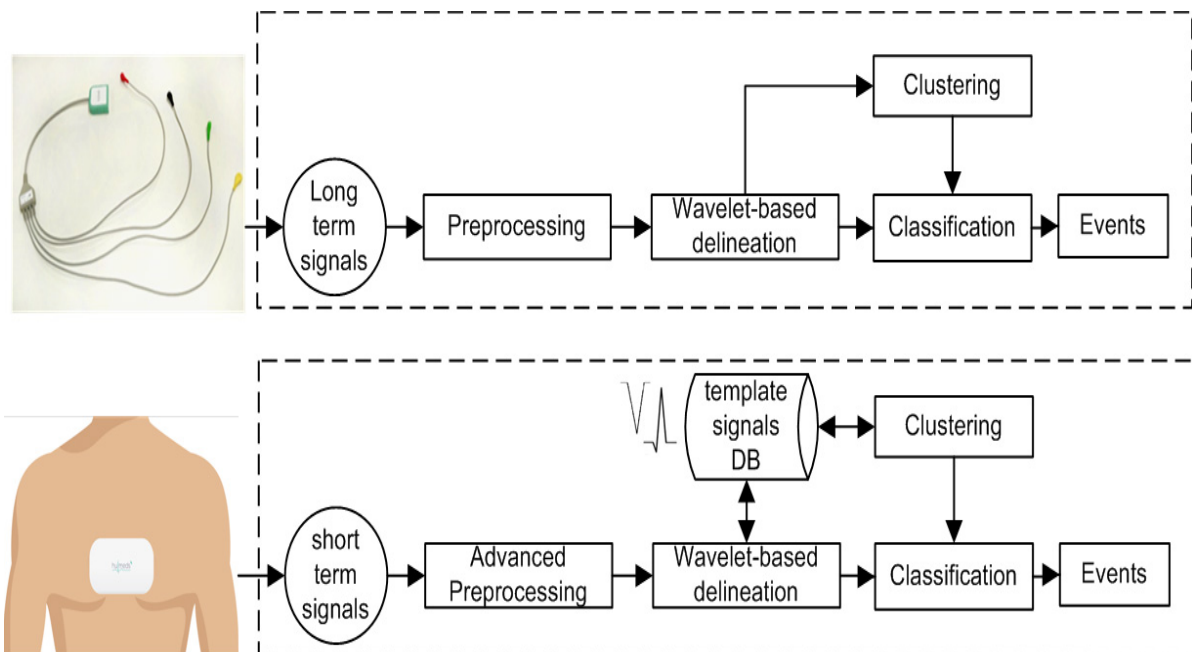 Clustering
Long
term
signals
Preprocessing
Wavelet-based
delineation
Classification
Events
template
signals
DB
Clustering
short
term
signals
Advanced
Preprocessing
Wavelet-based
delineation
Classification
Events